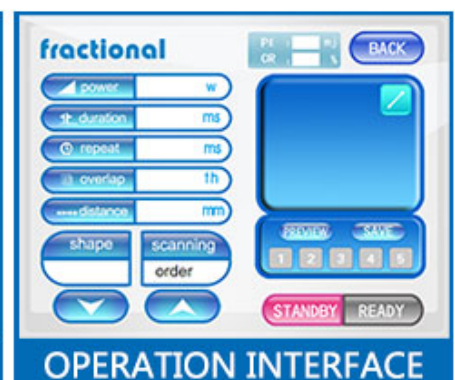 fractional
PE : mj
OR : %
BACK
power w
duration ms
repeat ms
overlap th
distance mm
shape
scanning
order
PREVIEW SAVE
1 2 3 4 5
STANDBY READY
OPERATION INTERFACE